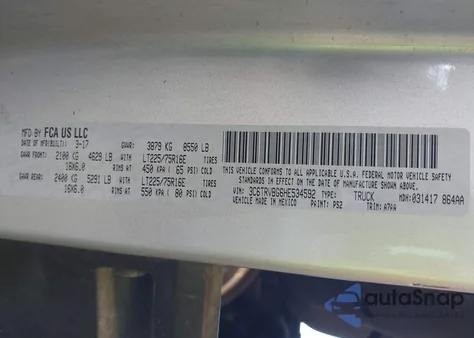 MFD BY FCA US LLC
DATE OF MFR(BUILT): 3-17 GVWR: 3879 KG 8550 LB
GAWR FRONT: 2100 KG 4629 LB WITH LT225/75R16E TIRES
16X6.0 RIMS AT 450 KPA ( 65 PSI) COLD
GAWR REAR: 2400 KG 5291 LB WITH LT225/75R16E TIRES
16X6.0 RIMS AT 550 KPA ( 80 PSI) COLD
THIS VEHICLE CONFORMS TO ALL APPLICABLE U.S.A. FEDERAL MOTOR VEHICLE SAFETY
STANDARDS IN EFFECT ON THE DATE OF MANUFACTURE SHOWN ABOVE.
VIN: 3C6TRVBG6HE534592 TYPE: TRUCK MDH:031417 864AA
VEHICLE MADE IN MEXICO PAINT: PS2 TRIM: A7AA
autoSnap